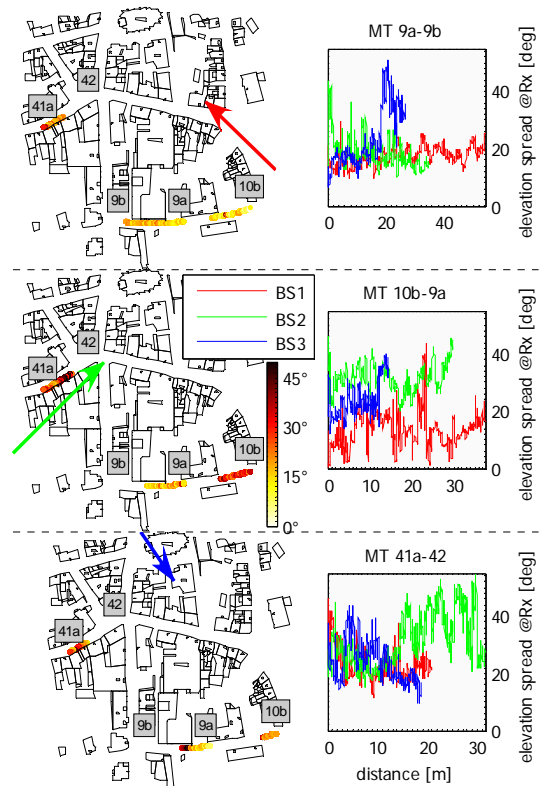 MT 9a-9b
42
41a
10b
9b
9a
40
20
0
0
20
40
elevation spread @Rx [deg]
BS1
BS2
BS3
42
41a
10b
9b
9a
45°
30°
15°
0°
MT 10b-9a
40
20
0
0
10
20
30
elevation spread @Rx [deg]
42
41a
10b
9b
9a
MT 41a-42
40
20
0
0
10
20
30
distance [m]
elevation spread @Rx [deg]